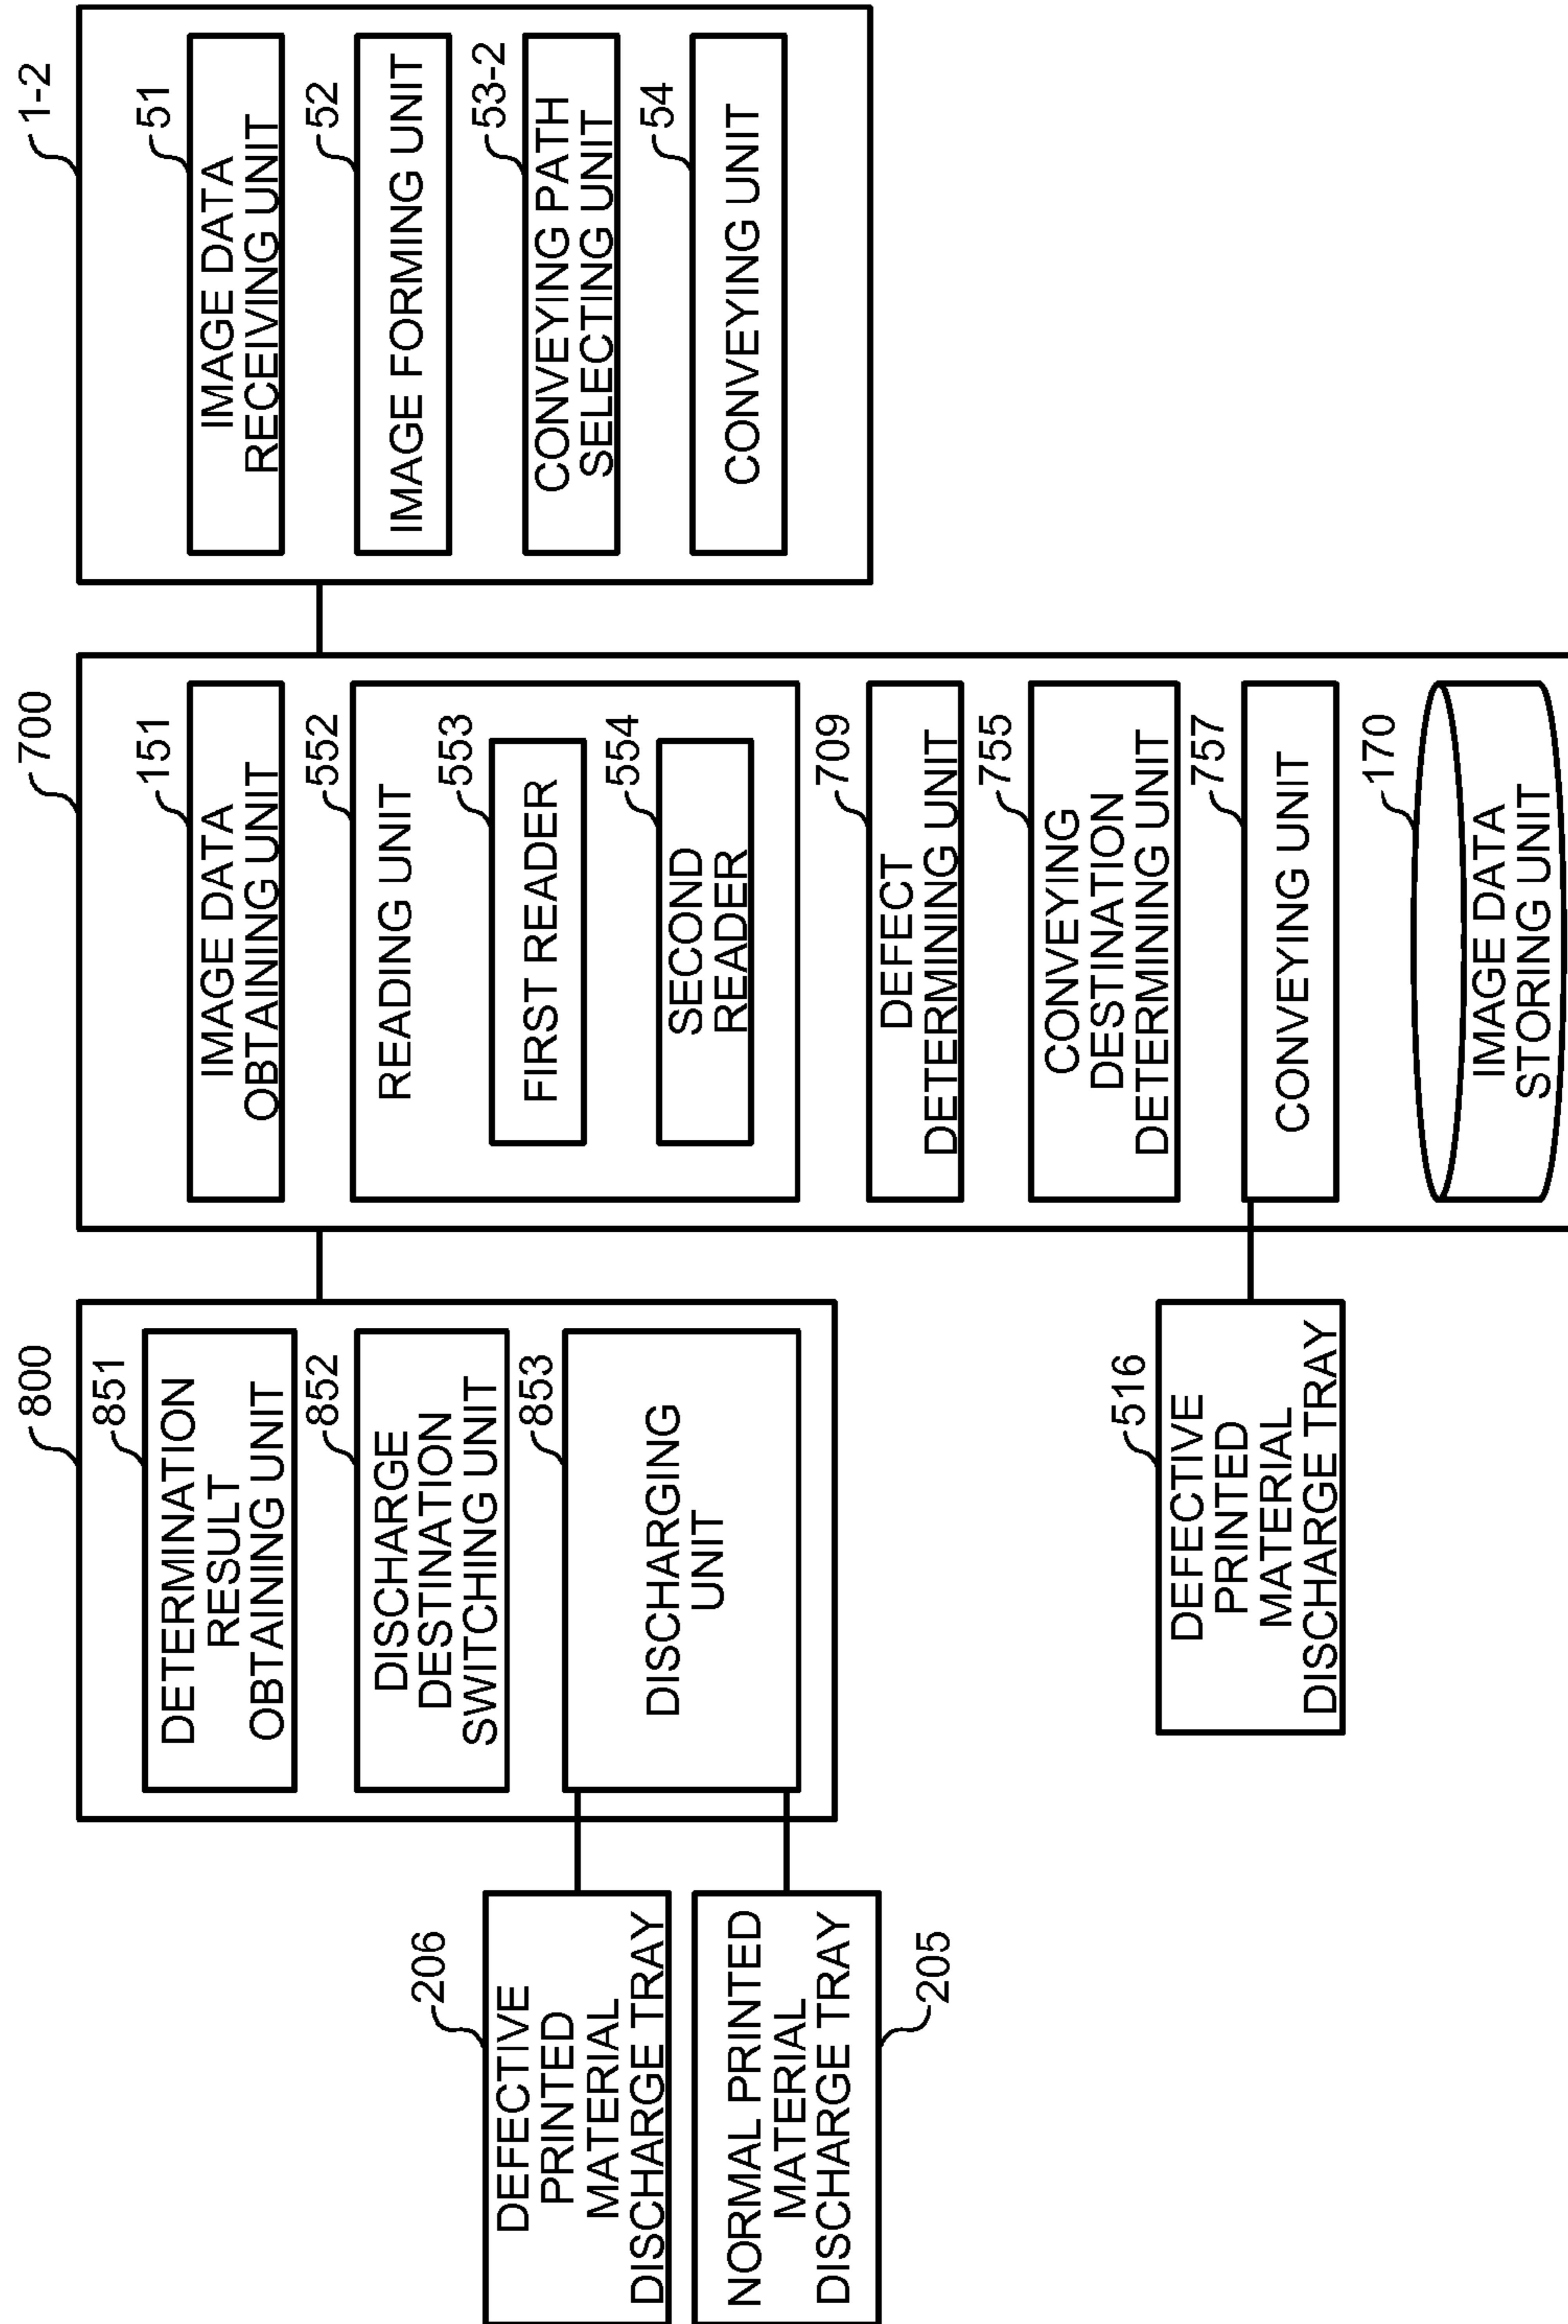 800
851
DETERMINATION
RESULT
OBTAINING UNIT
852
DISCHARGE
DESTINATION
SWITCHING UNIT
853
DISCHARGING
UNIT
206
DEFECTIVE
PRINTED
MATERIAL
DISCHARGE TRAY
NORMAL PRINTED
MATERIAL
DISCHARGE TRAY
205
700
151
IMAGE DATA
OBTAINING UNIT
552
READING UNIT
553
FIRST READER
554
SECOND
READER
709
DEFECT
DETERMINING UNIT
755
CONVEYING
DESTINATION
DETERMINING UNIT
757
CONVEYING UNIT
170
IMAGE DATA
STORING UNIT
516
DEFECTIVE
PRINTED
MATERIAL
DISCHARGE TRAY
1-2
51
IMAGE DATA
RECEIVING UNIT
52
IMAGE FORMING UNIT
53-2
CONVEYING PATH
SELECTING UNIT
54
CONVEYING UNIT